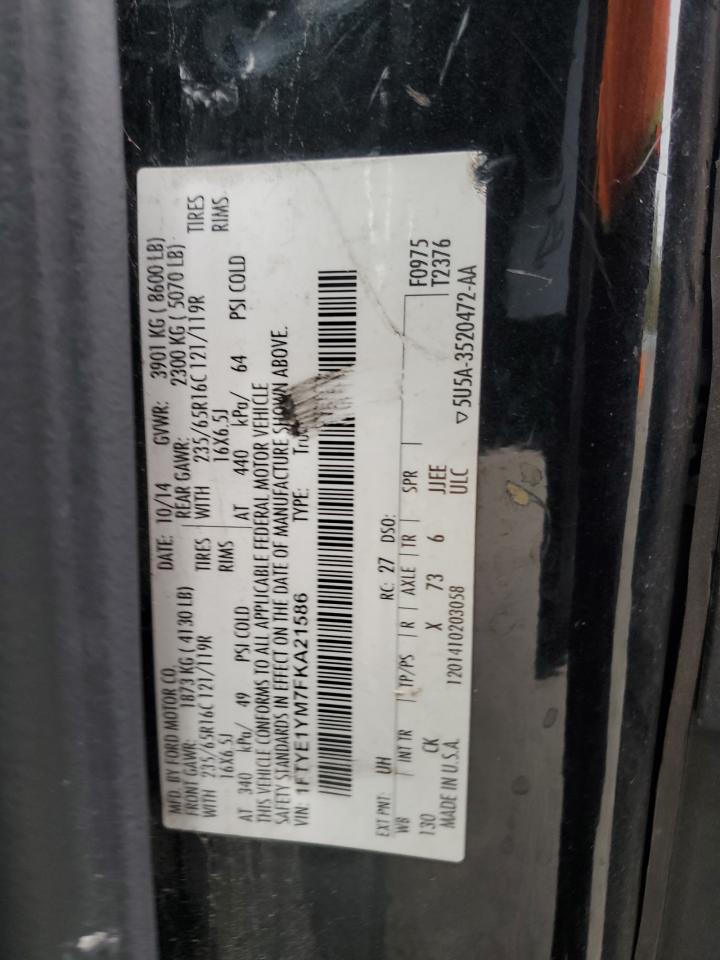 MFD. BY FORD MOTOR CO. DATE: 10/14 GVWR: 3901 KG ( 8600 LB)
FRONT GAWR: 1873 KG ( 4130 LB) REAR GAWR: 2300 KG ( 5070 LB)
WITH 235/65R16C 121/119R TIRES WITH 235/65R16C 121/119R TIRES
16X6.5J RIMS 16X6.5J RIMS
AT 340 kPa/ 49 PSI COLD AT 440 kPa/ 64 PSI COLD
THIS VEHICLE CONFORMS TO ALL APPLICABLE FEDERAL MOTOR VEHICLE
SAFETY STANDARDS IN EFFECT ON THE DATE OF MANUFACTURE SHOWN ABOVE.
VIN: 1FTYE1YM7FKA21586 TYPE:
EXT PNT: UH RC: 27 DSO:
WB INT TR TP/PS R AXLE TR SPR F0975
130 CK X 73 6 JJEE T2376
MADE IN U.S.A. 1201410203058 ULC ▽5U5A-3520472-AA